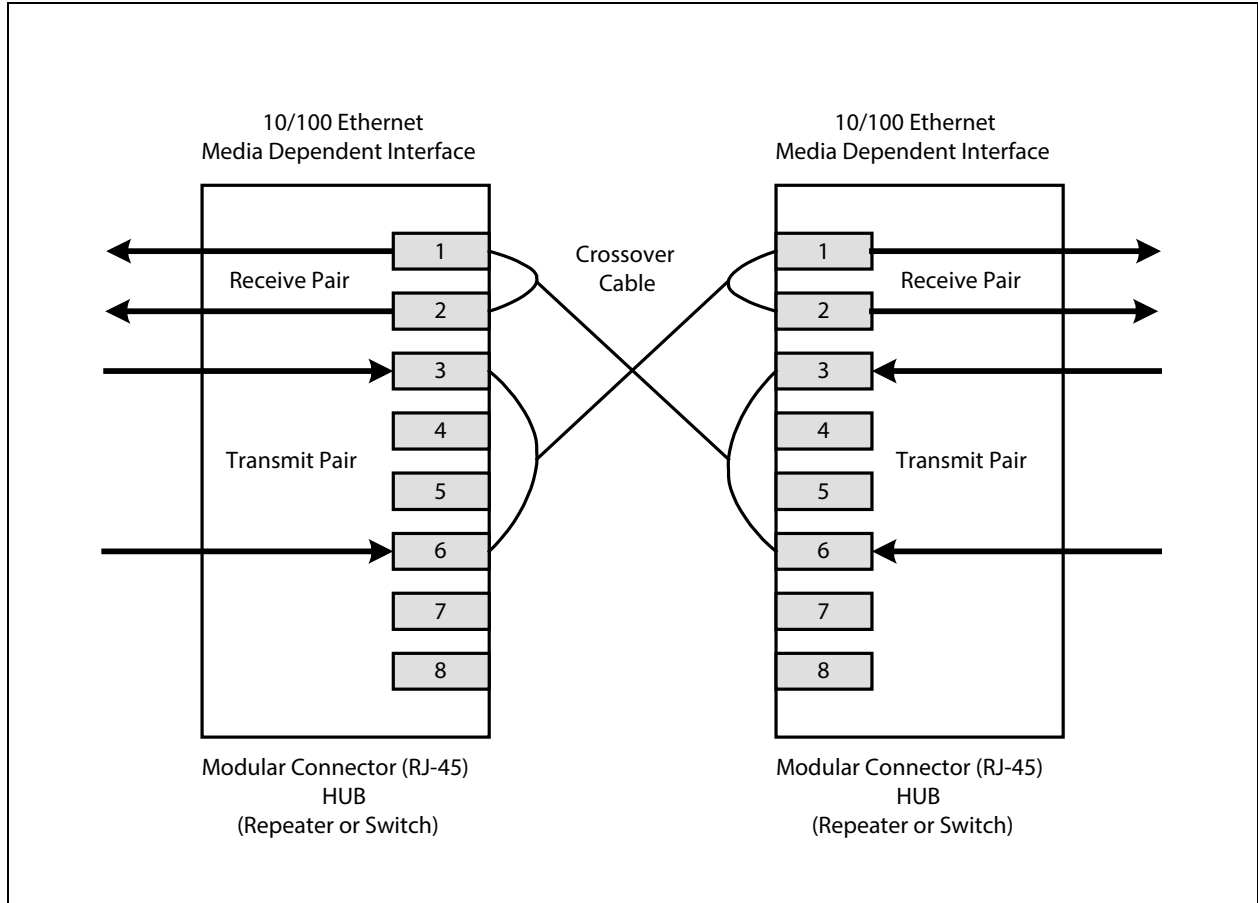 10/100 Ethernet
Media Dependent Interface
10/100 Ethernet
Media Dependent Interface
1
Receive Pair
2
3
4
Transmit Pair
5
6
7
8
Crossover
Cable
1
Receive Pair
2
3
4
Transmit Pair
5
6
7
8
Modular Connector (RJ-45)
HUB
(Repeater or Switch)
Modular Connector (RJ-45)
HUB
(Repeater or Switch)